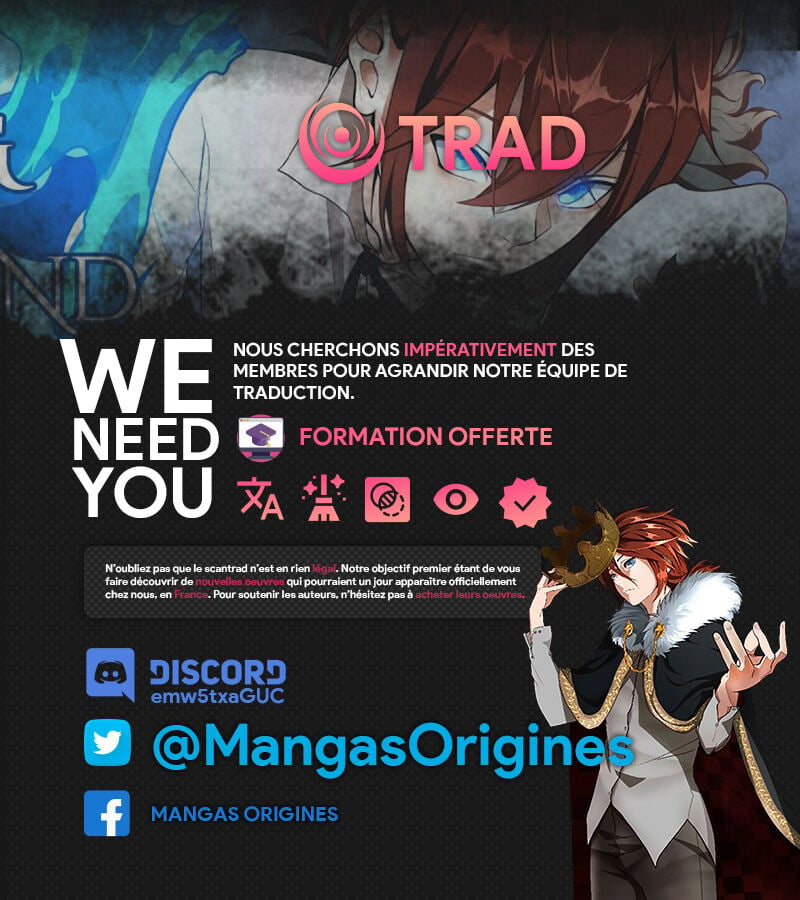 TRAD
ND
WE
NEED
YOU
NOUS CHERCHONS IMPÉRATIVEMENT DES
MEMBRES POUR AGRANDIR NOTRE ÉQUIPE DE
TRADUCTION.
FORMATION OFFERTE
N'oubliez pas que le scantrad n'est en rien légal. Notre objectif premier étant de vous
faire découvrir de nouvelles oeuvres qui pourraient un jour apparaître officiellement
chez nous, en France. Pour soutenir les auteurs, n'hésitez pas à acheter leurs oeuvres.
DISCORD
emw5txaGUC
@MangasOrigines
MANGAS ORIGINES